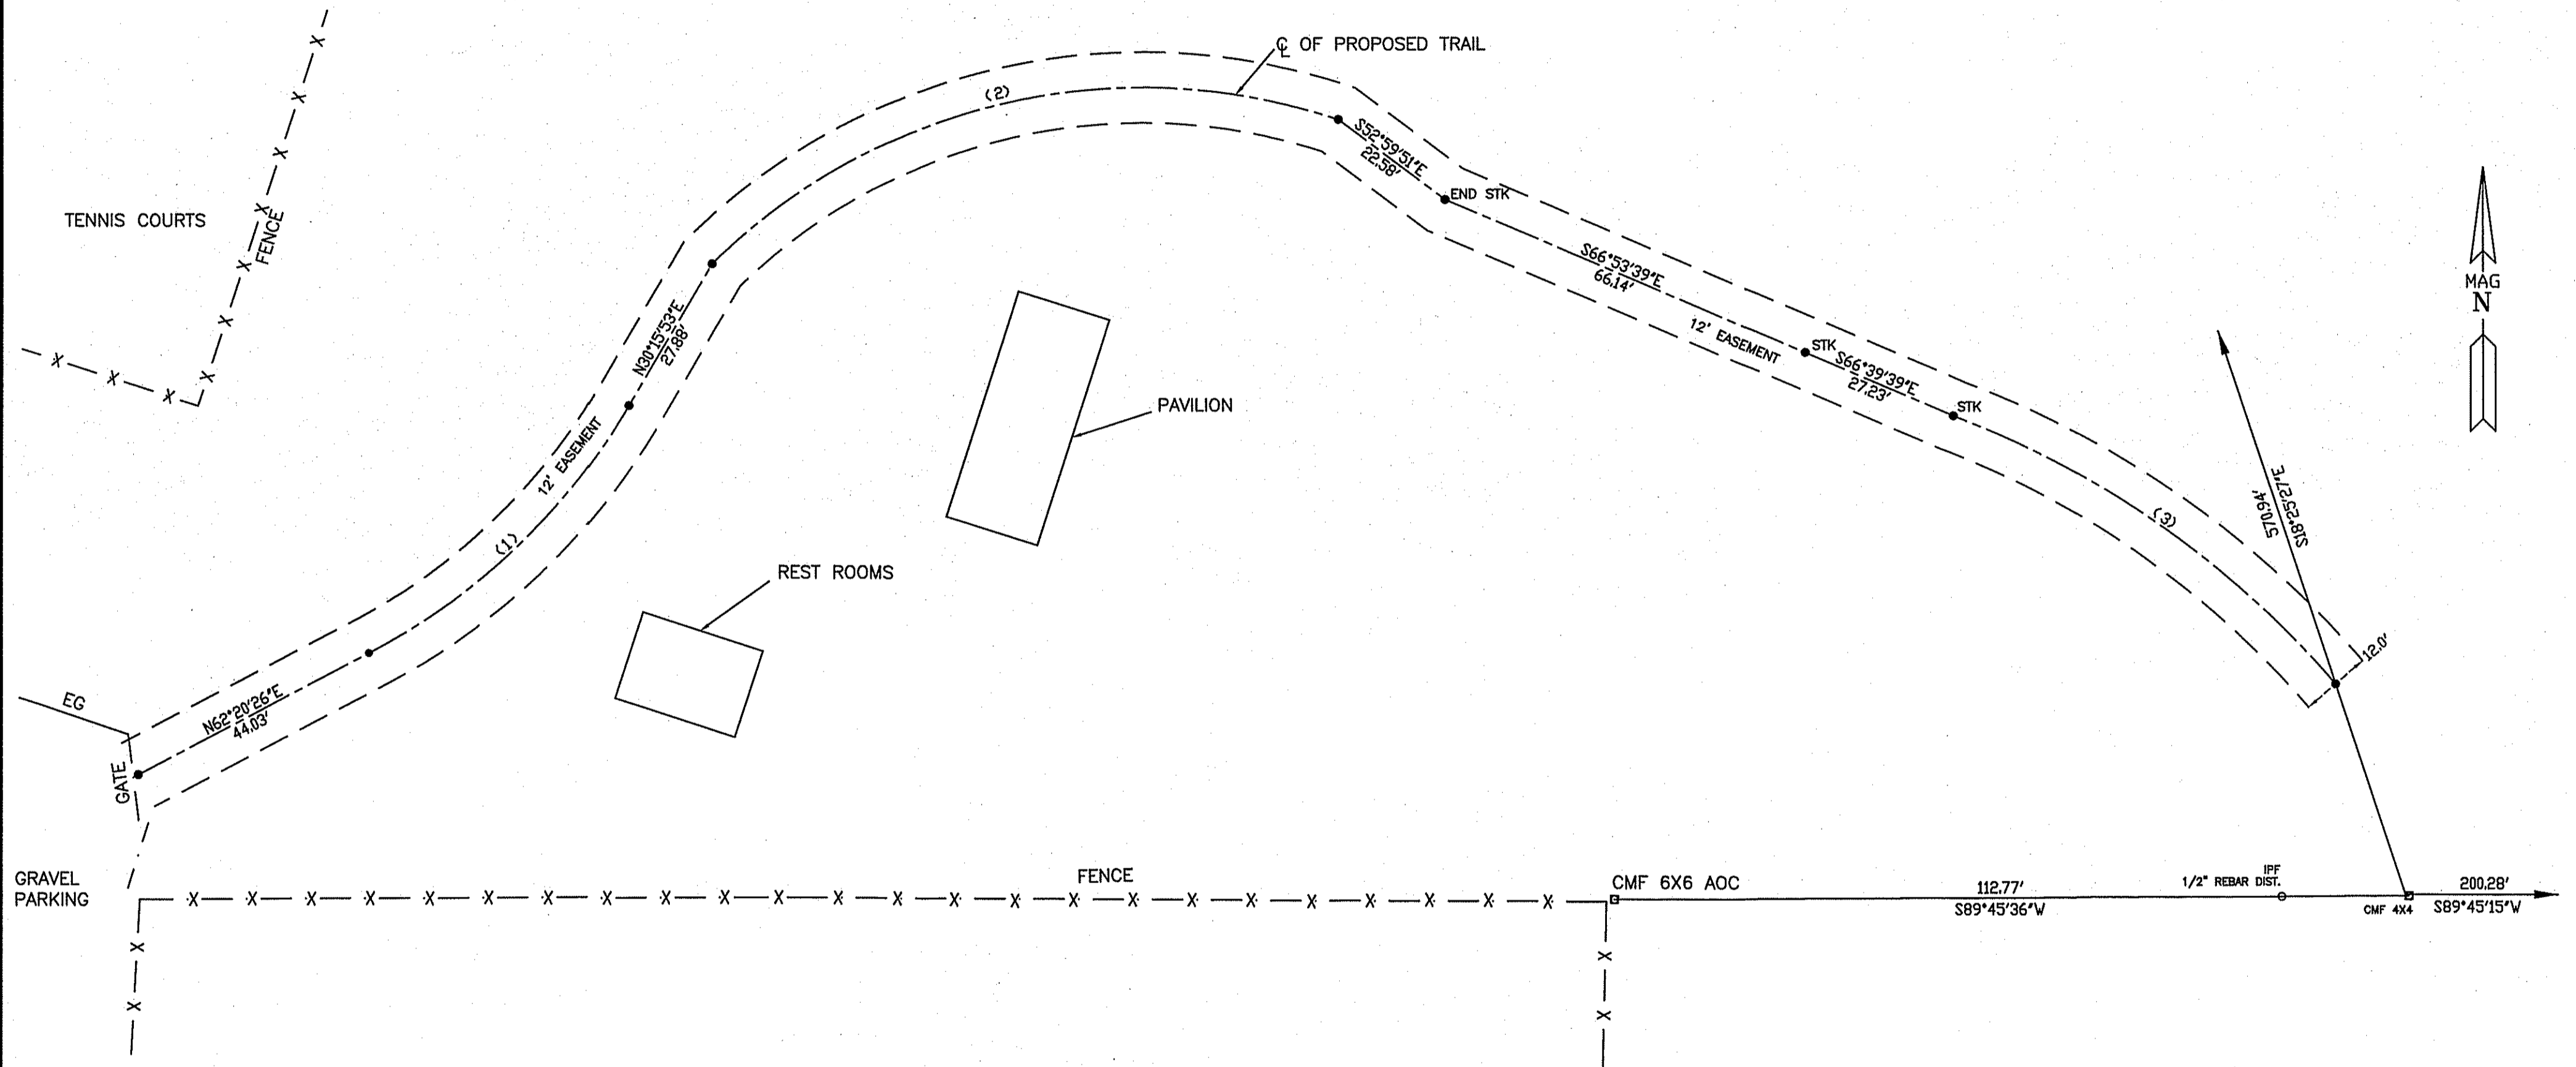 ℄ OF PROPOSED TRAIL
(2)
S52°59'51"E
22.58'
END STK
TENNIS COURTS
FENCE
S66°53'39"E
66.14'
MAG
N
N30°15'53"E
27.88'
12' EASEMENT
STK
S66°39'39"E
27.23'
STK
PAVILION
12' EASEMENT
(1)
S18°25'27"E
570.94'
(3)
REST ROOMS
12.0'
EG
N62°20'26"E
44.03'
GATE
GRAVEL
PARKING
FENCE
CMF 6X6 AOC
112.77'
S89°45'36"W
IPF
1/2" REBAR DIST.
CMF 4X4
200.28'
S89°45'15"W